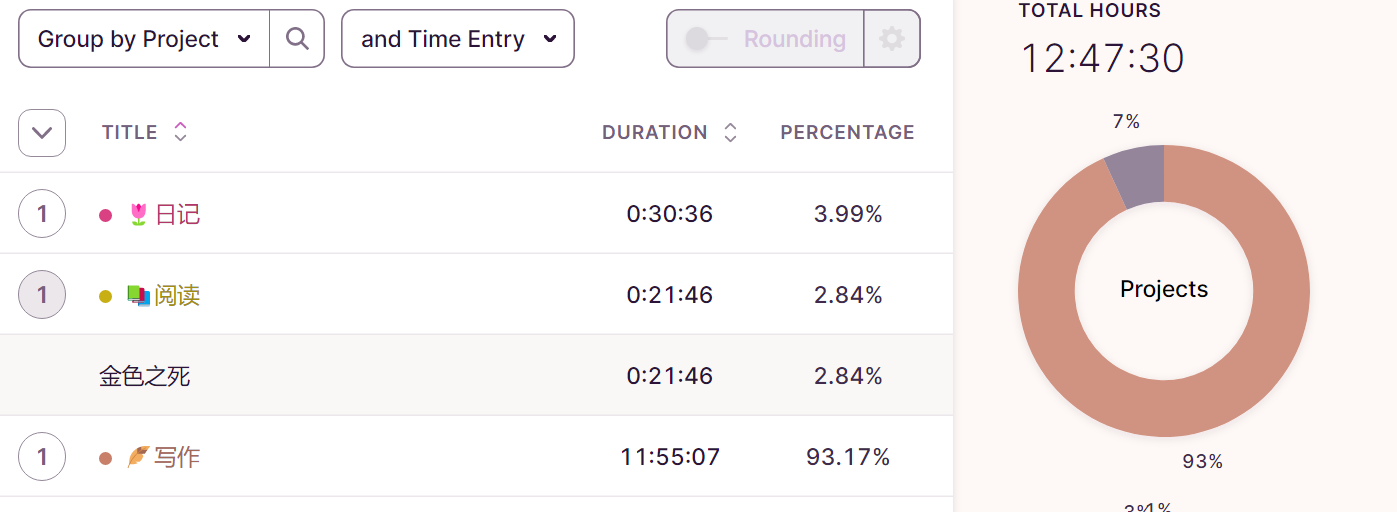 TOTAL HOURS
Group by Project
and Time Entry
Rounding
12:47:30
7%
TITLE DURATION PERCENTAGE
1 日记 0:30:36 3.99%
1 阅读 0:21:46 2.84%
Projects
金色之死 0:21:46 2.84%
1 写作 11:55:07 93.17%
93%